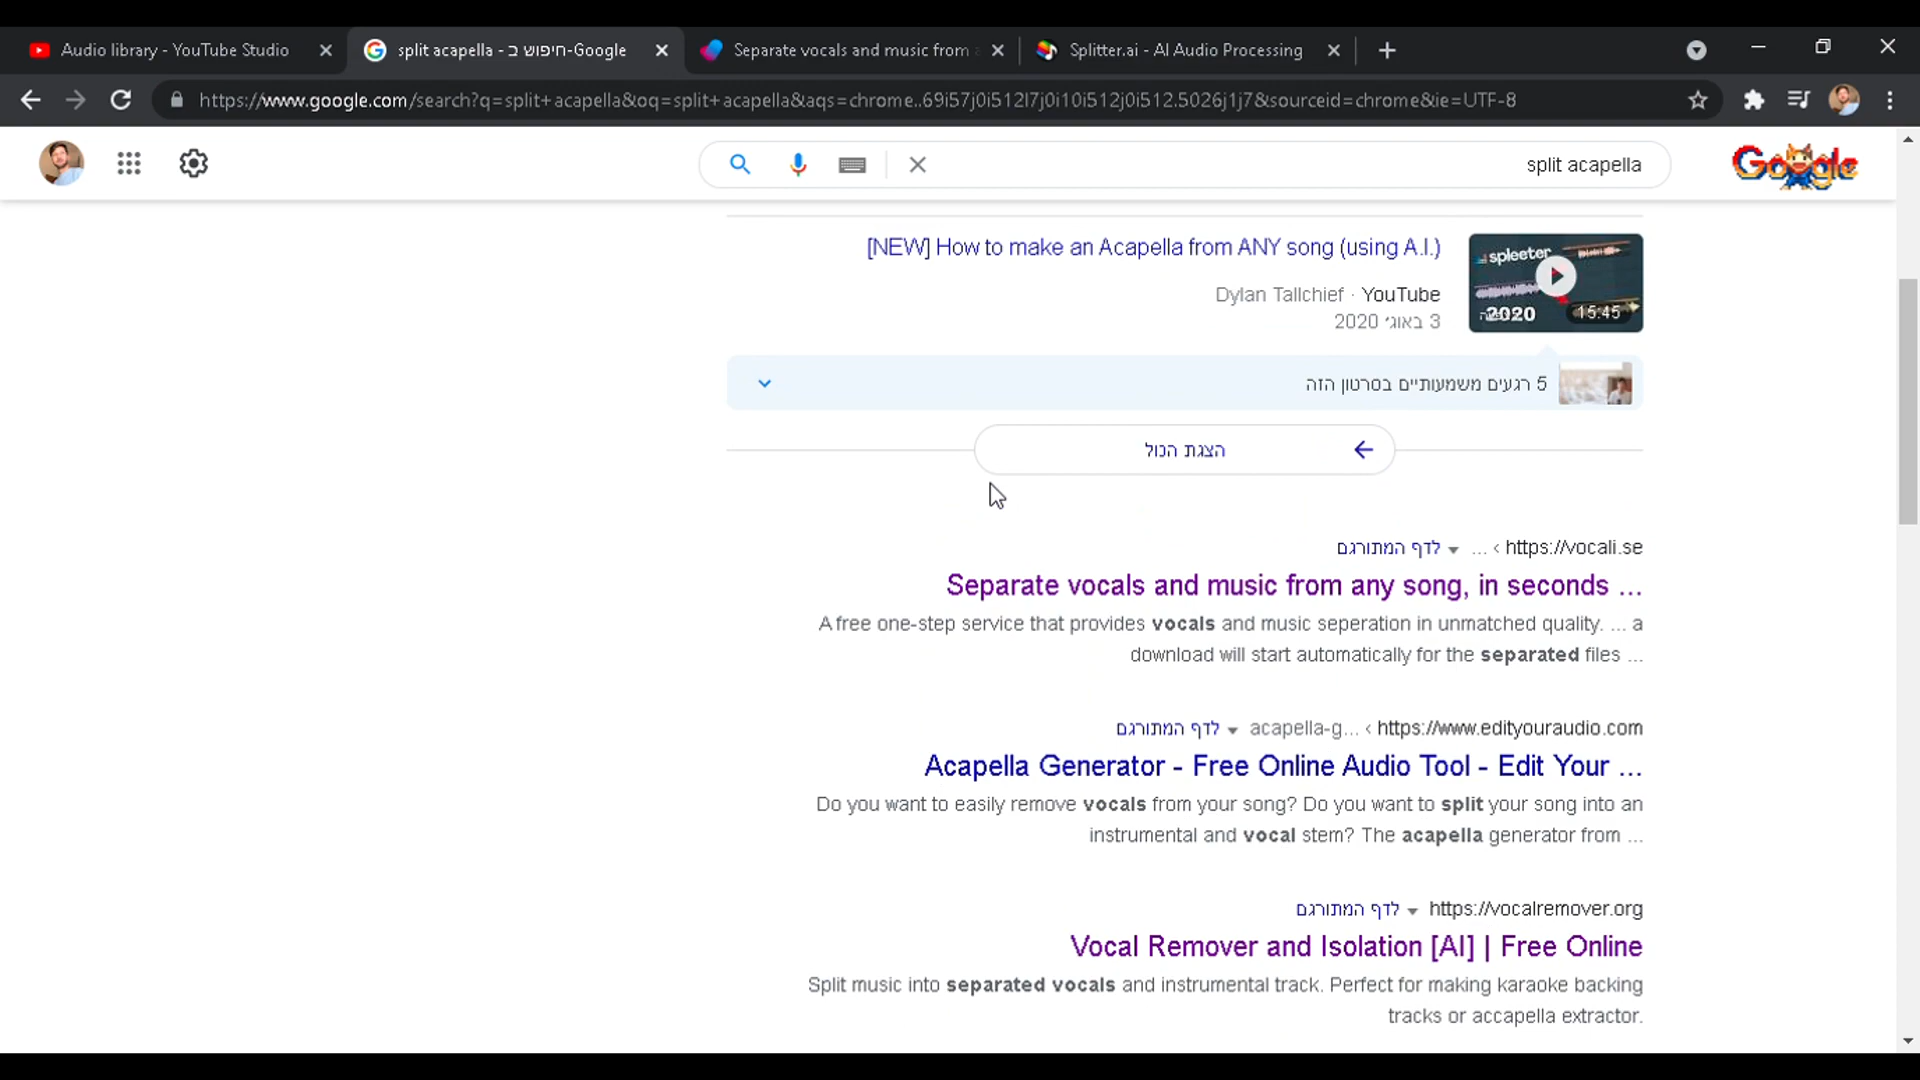 Audio library - YouTube Studio
split acapella - חיפוש ב-Google
Separate vocals and music from
Splitter.ai - AI Audio Processing
https://www.google.com/search?q=split+acapella&oq=split+acapella&aqs=chrome..69i57j0i512l7j0i10i512j0i512.5026j1j7&sourceid=chrome&ie=UTF-8
split acapella
Google
[NEW] How to make an Acapella from ANY song (using A.I.)
Dylan Tallchief · YouTube
3 באוג׳ 2020
spleeter
2020
15:45
5 רגעים משמעותיים בסרטון הזה
הצגת הכול
https://vocali.se › ...
לדף המתורגם
Separate vocals and music from any song, in seconds ...
A free one-step service that provides vocals and music seperation in unmatched quality. ... a
download will start automatically for the separated files ...
https://www.edityouraudio.com › acapella-g...
לדף המתורגם
Acapella Generator - Free Online Audio Tool - Edit Your ...
Do you want to easily remove vocals from your song? Do you want to split your song into an
instrumental and vocal stem? The acapella generator from ...
https://vocalremover.org
לדף המתורגם
Vocal Remover and Isolation [AI] | Free Online
Split music into separated vocals and instrumental track. Perfect for making karaoke backing
tracks or accapella extractor.